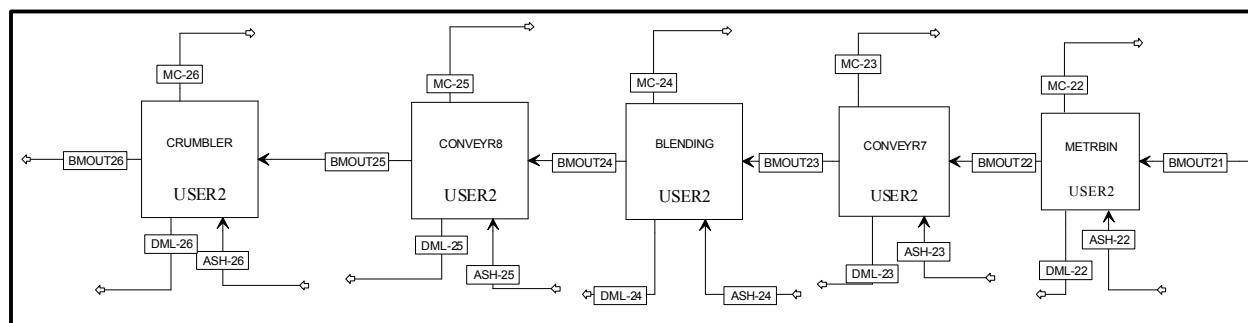 MC-26
MC-25
MC-24
MC-23
MC-22
CRUMBLER
USER2
CONVEYR8
USER2
BLENDING
USER2
CONVEYR7
USER2
METRBIN
USER2
BMOUT26
BMOUT25
BMOUT24
BMOUT23
BMOUT22
BMOUT21
DML-26
ASH-26
DML-25
ASH-25
DML-24
ASH-24
DML-23
ASH-23
DML-22
ASH-22